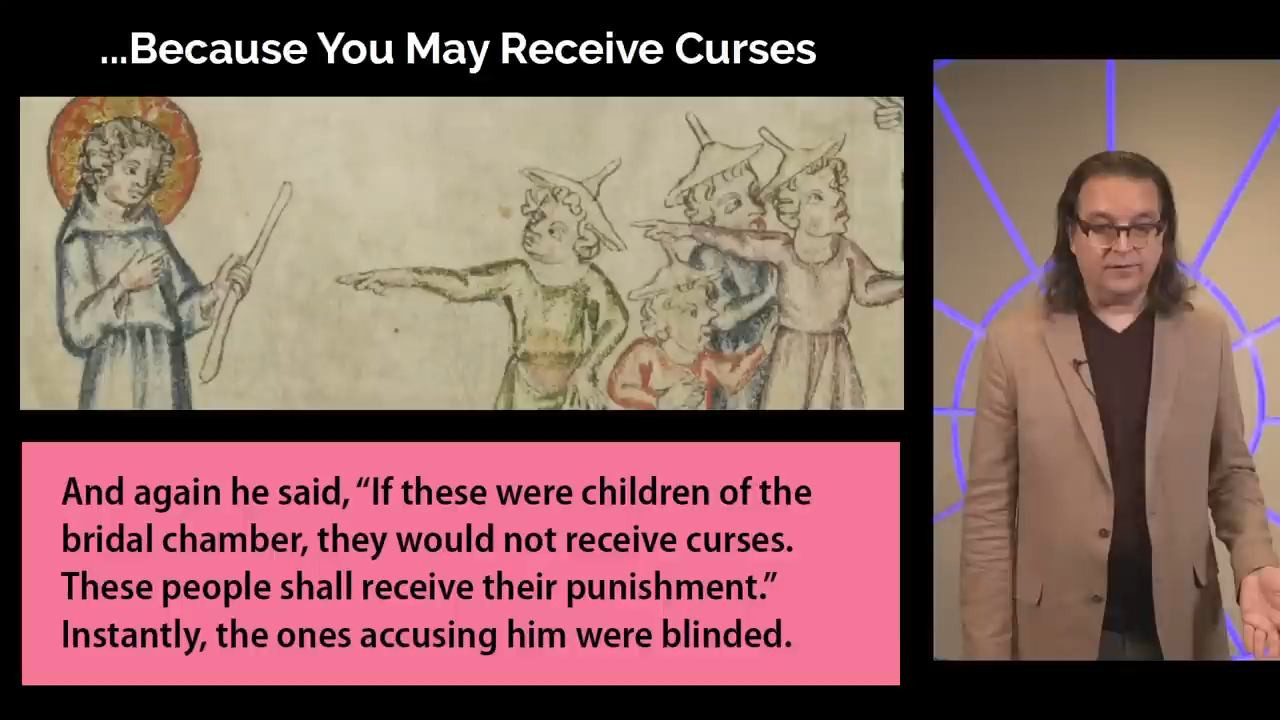 ...Because You May Receive Curses
And again he said, “If these were children of the
bridal chamber, they would not receive curses.
These people shall receive their punishment.”
Instantly, the ones accusing him were blinded.